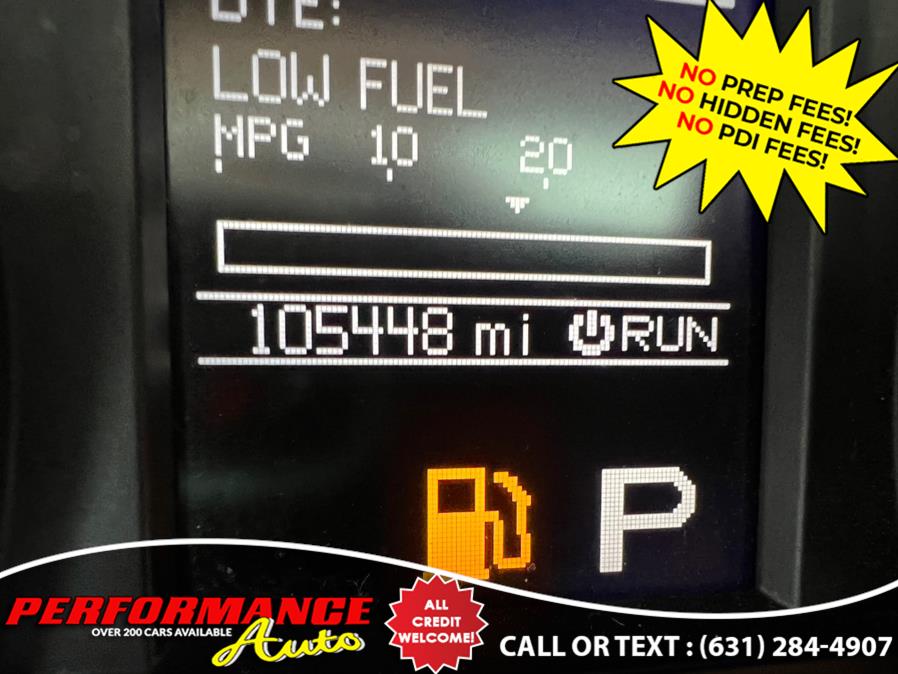 DTE:
LOW FUEL
MPG 10 20
105448 mi RUN
P
NO PREP FEES!
NO HIDDEN FEES!
NO PDI FEES!
PERFORMANCE
OVER 200 CARS AVAILABLE
Auto
ALL
CREDIT
WELCOME!
CALL OR TEXT : (631) 284-4907